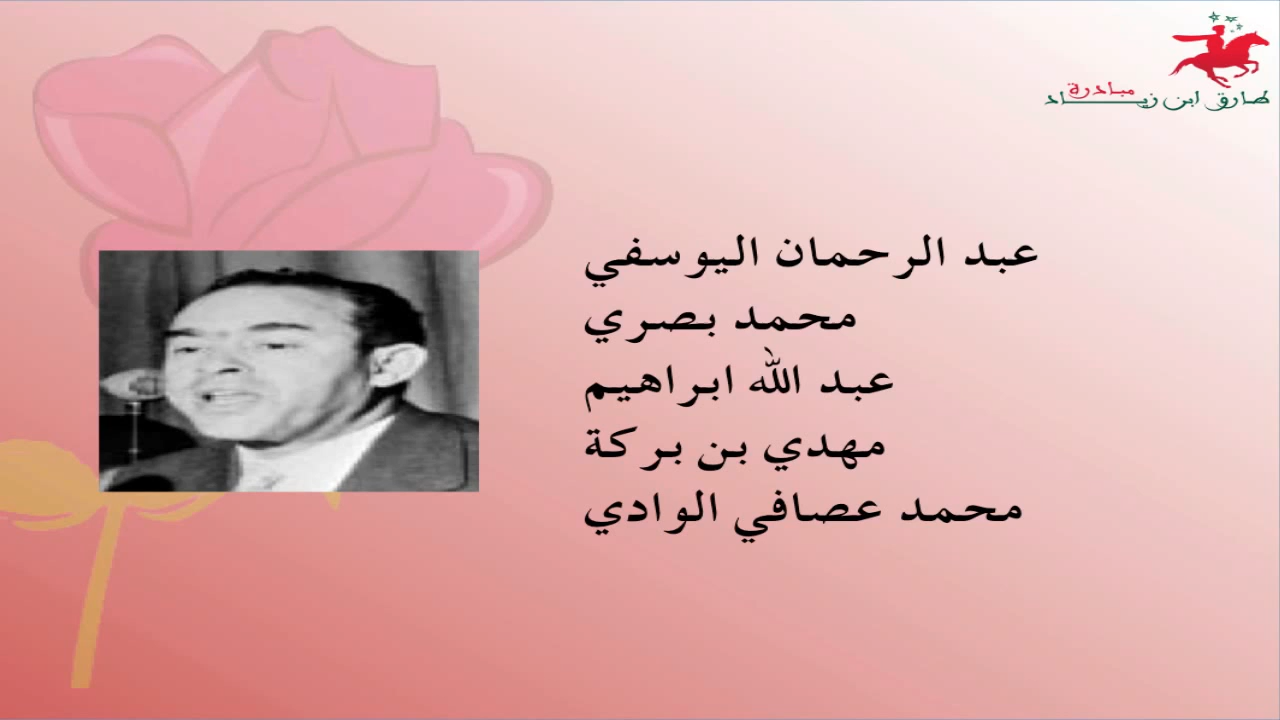 مبادرة
طارق ابن زياد
عبد الرحمان اليوسفي
محمد بصري
عبد الله ابراهيم
مهدي بن بركة
محمد عصافي الوادي